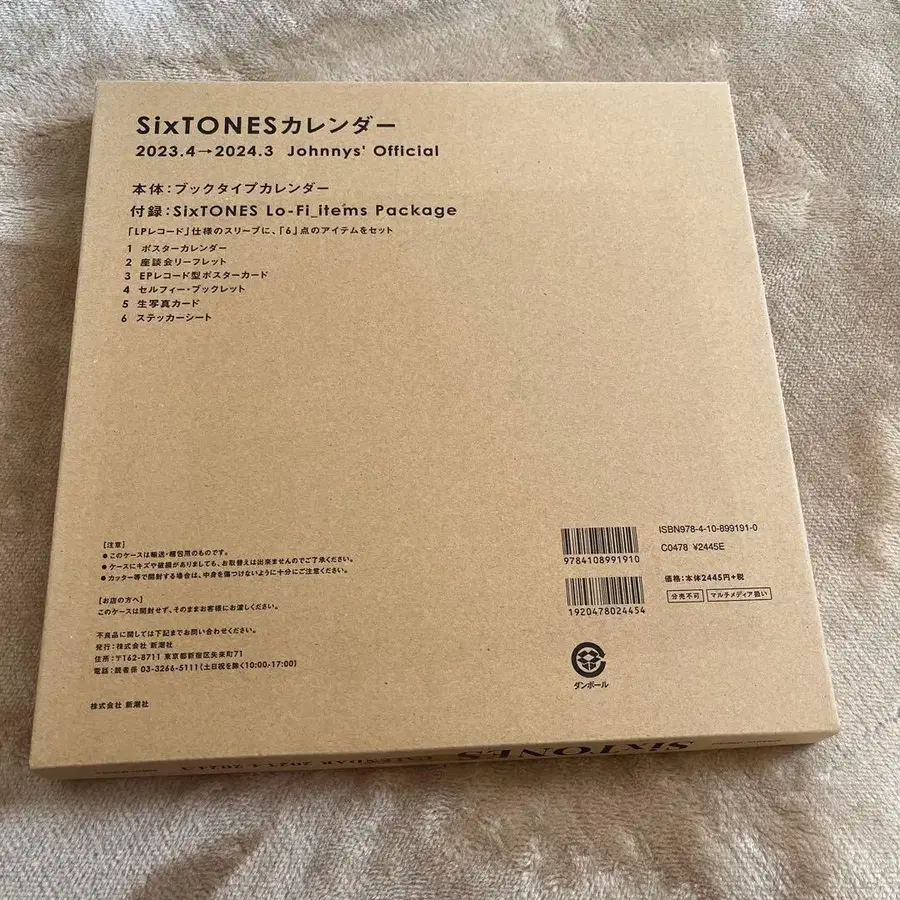 SixTONESカレンダー
2023.4→2024.3 Johnnys' Official
本体：ブックタイプカレンダー
付録：SixTONES Lo-Fi_items Package
「LPレコード」仕様のスリーブに、「6」点のアイテムをセット
1 ポスターカレンダー
2 座談会リーフレット
3 EPレコード型ポスターカード
4 セルフィー・ブックレット
5 生写真カード
6 ステッカーシート
【注意】
●このケースは輸送・梱包用のものです。
●ケースにキズや破損がありましても、お取替えは出来ませんのでご了承ください。
●カッター等で開封する場合は、中身を傷つけないように十分にご注意ください。
【お店の方へ】
このケースは開封せず、そのままお客様にお渡しください。
不良品に関しては下記までお問い合わせください。
発行：株式会社 新潮社
住所：〒162-8711 東京都新宿区矢来町71
電話：読者係 03-3266-5111（土日祝を除く10:00-17:00）
株式会社 新潮社
9784108991910
1920478024454
ISBN978-4-10-899191-0
C0478 ¥2445E
価格：本体2445円+税
分売不可 マルチメディア扱い
ダンボール
SixTONES CALENDAR 2023.4-2024.3